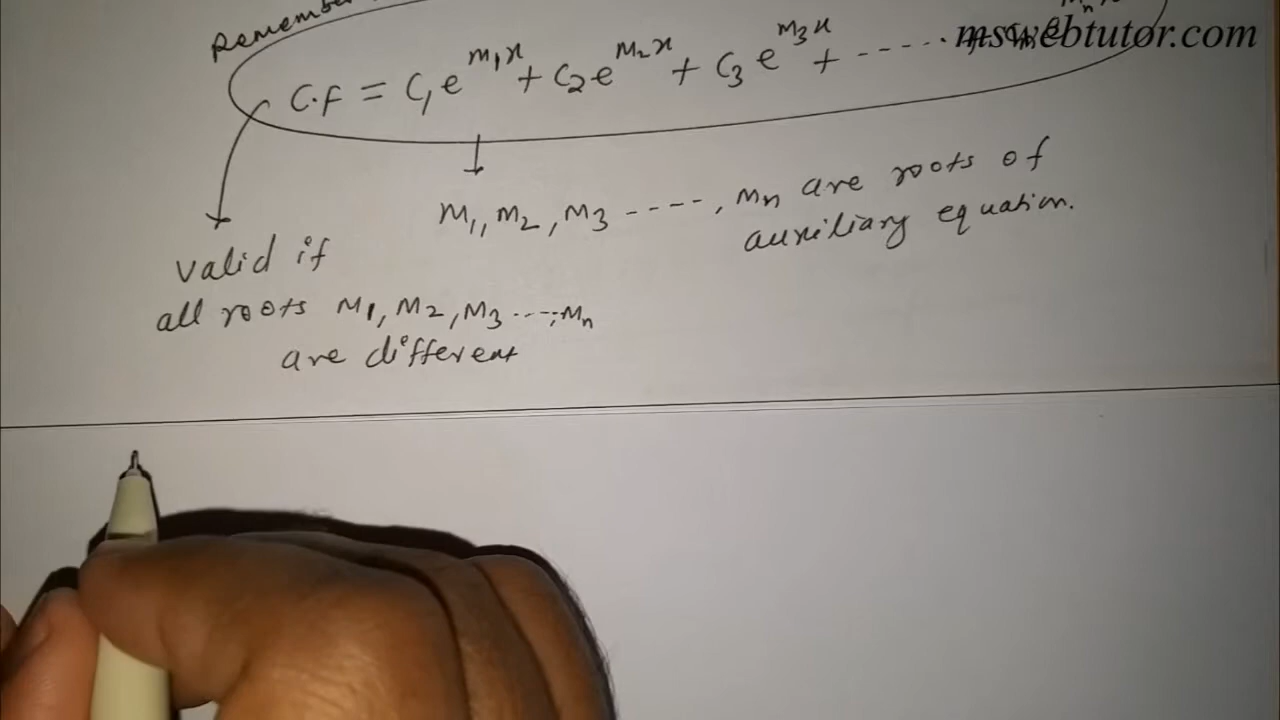 Remember
C.F = C₁e^{m₁x} + C₂e^{m₂x} + C₃e^{m₃x} + -----
mswebtutor.com
m₁, m₂, m₃ ----, mₙ are roots of
auxiliary equation.
valid if
all roots m₁, m₂, m₃ ----, mₙ
are different